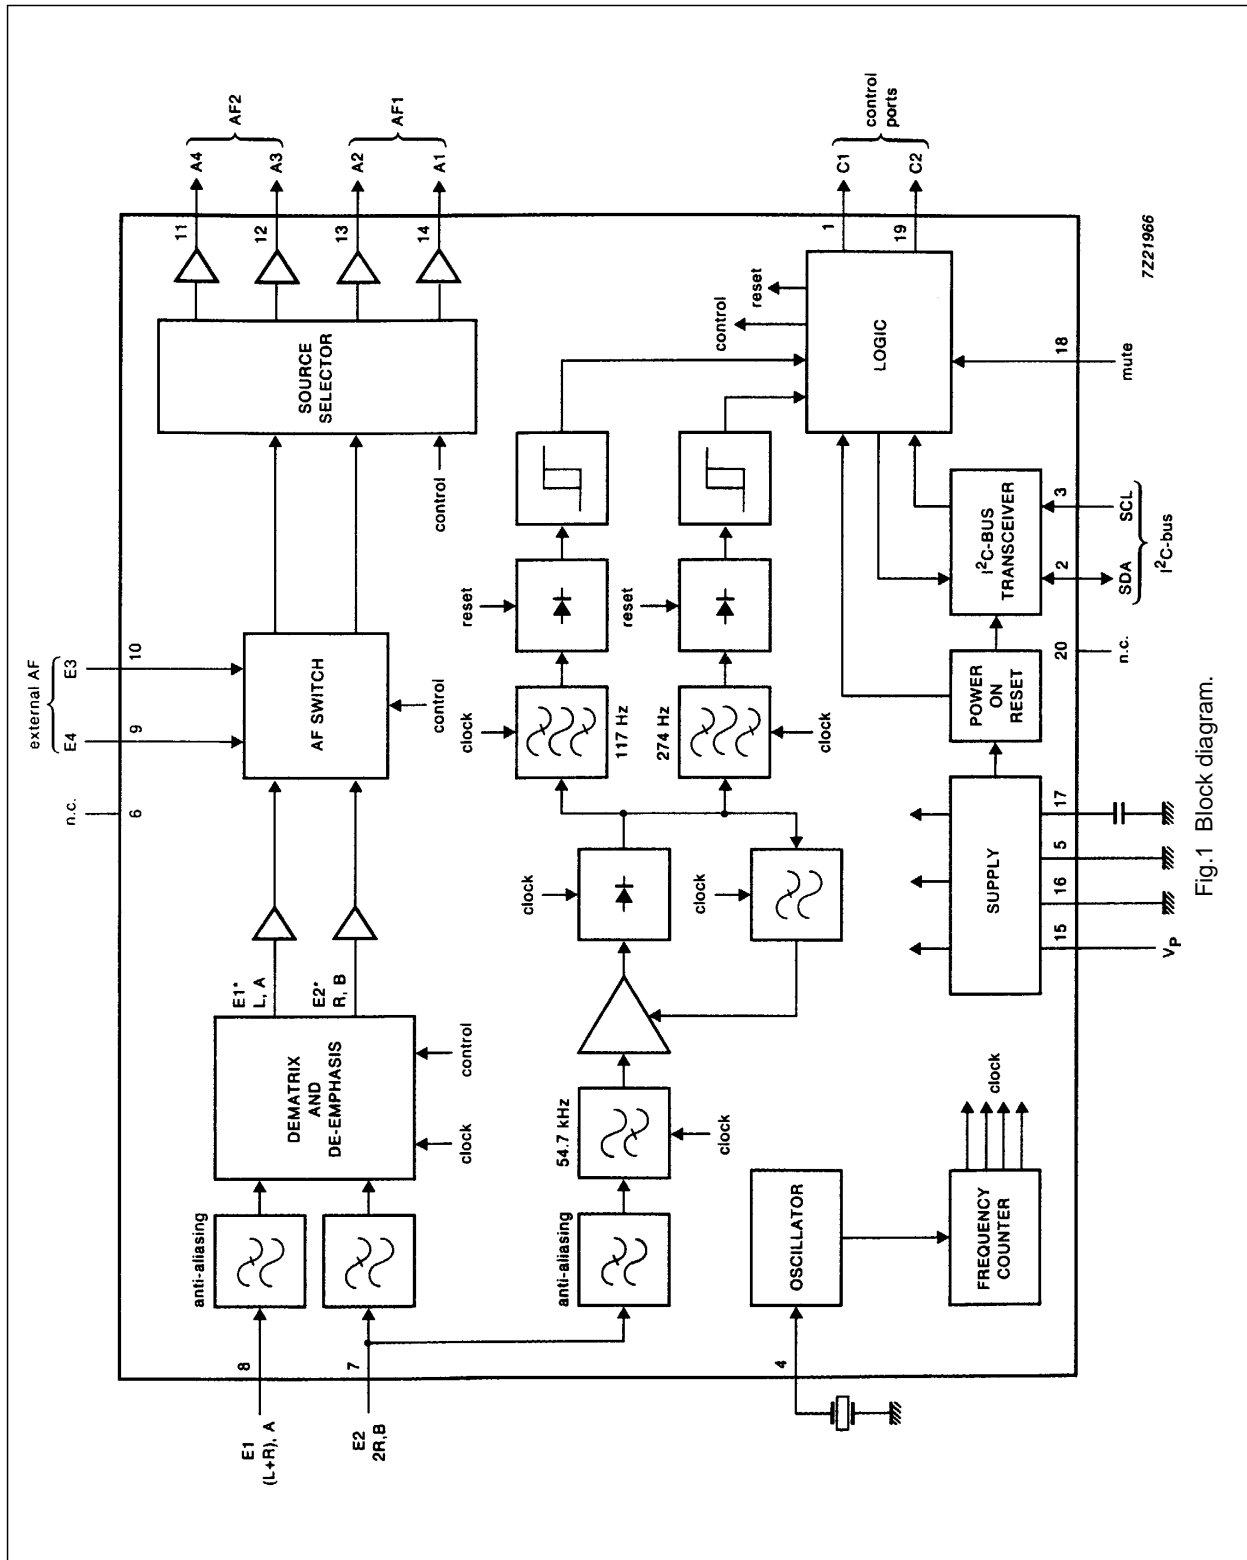 external AF
n.c.
E4
E3
6
9
10
anti-aliasing
E1
(L+R), A
8
E2
2R,B
7
DEMATRIX
AND
DE-EMPHASIS
clock
control
E1*
L, A
E2*
R, B
AF SWITCH
control
SOURCE
SELECTOR
control
11
A4
12
A3
AF2
13
A2
14
A1
AF1
anti-aliasing
54.7 kHz
clock
clock
clock
clock
117 Hz
reset
274 Hz
clock
reset
control
reset
LOGIC
1
C1
19
C2
control
ports
4
OSCILLATOR
FREQUENCY
COUNTER
clock
SUPPLY
15
16
5
17
VP
POWER
ON
RESET
20
n.c.
I2C-BUS
TRANSCEIVER
2
3
SDA
SCL
I2C-bus
18
mute
7Z21966
Fig.1 Block diagram.